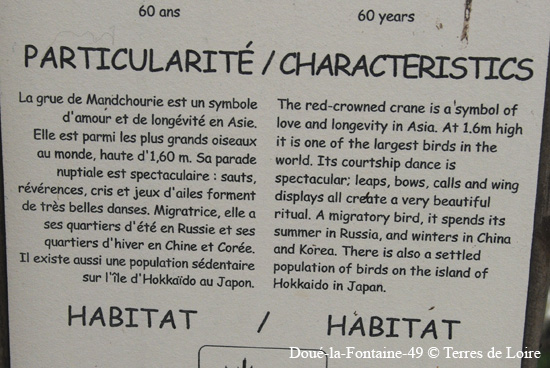 60 ans
60 years
PARTICULARITÉ / CHARACTERISTICS
La grue de Mandchourie est un symbole
d'amour et de longévité en Asie.
Elle est parmi les plus grands oiseaux
au monde, haute d'1,60 m. Sa parade
nuptiale est spectaculaire : sauts,
révérences, cris et jeux d'ailes forment
de très belles danses. Migratrice, elle a
ses quartiers d'été en Russie et ses
quartiers d'hiver en Chine et Corée.
Il existe aussi une population sédentaire
sur l'île d'Hokkaïdo au Japon.
The red-crowned crane is a symbol of
love and longevity in Asia. At 1.6m high
it is one of the largest birds in the
world. Its courtship dance is
spectacular; leaps, bows, calls and wing
displays all create a very beautiful
ritual. A migratory bird, it spends its
summer in Russia, and winters in China
and Korea. There is also a settled
population of birds on the island of
Hokkaido in Japan.
HABITAT / HABITAT
Doué-la-Fontaine-49 © Terres de Loire